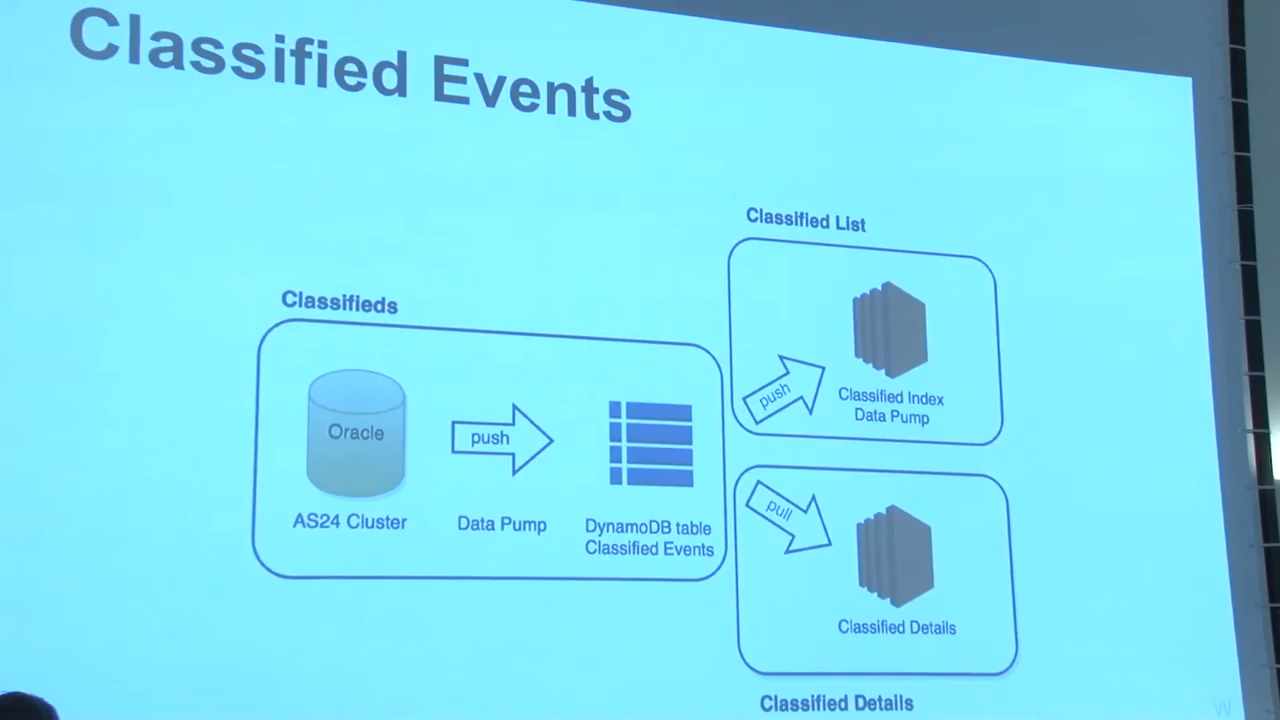 Classified Events
Classified List
Classifieds
Oracle
push
push
Classified Index
Data Pump
AS24 Cluster
Data Pump
DynamoDB table
Classified Events
pull
Classified Details
Classified Details
W